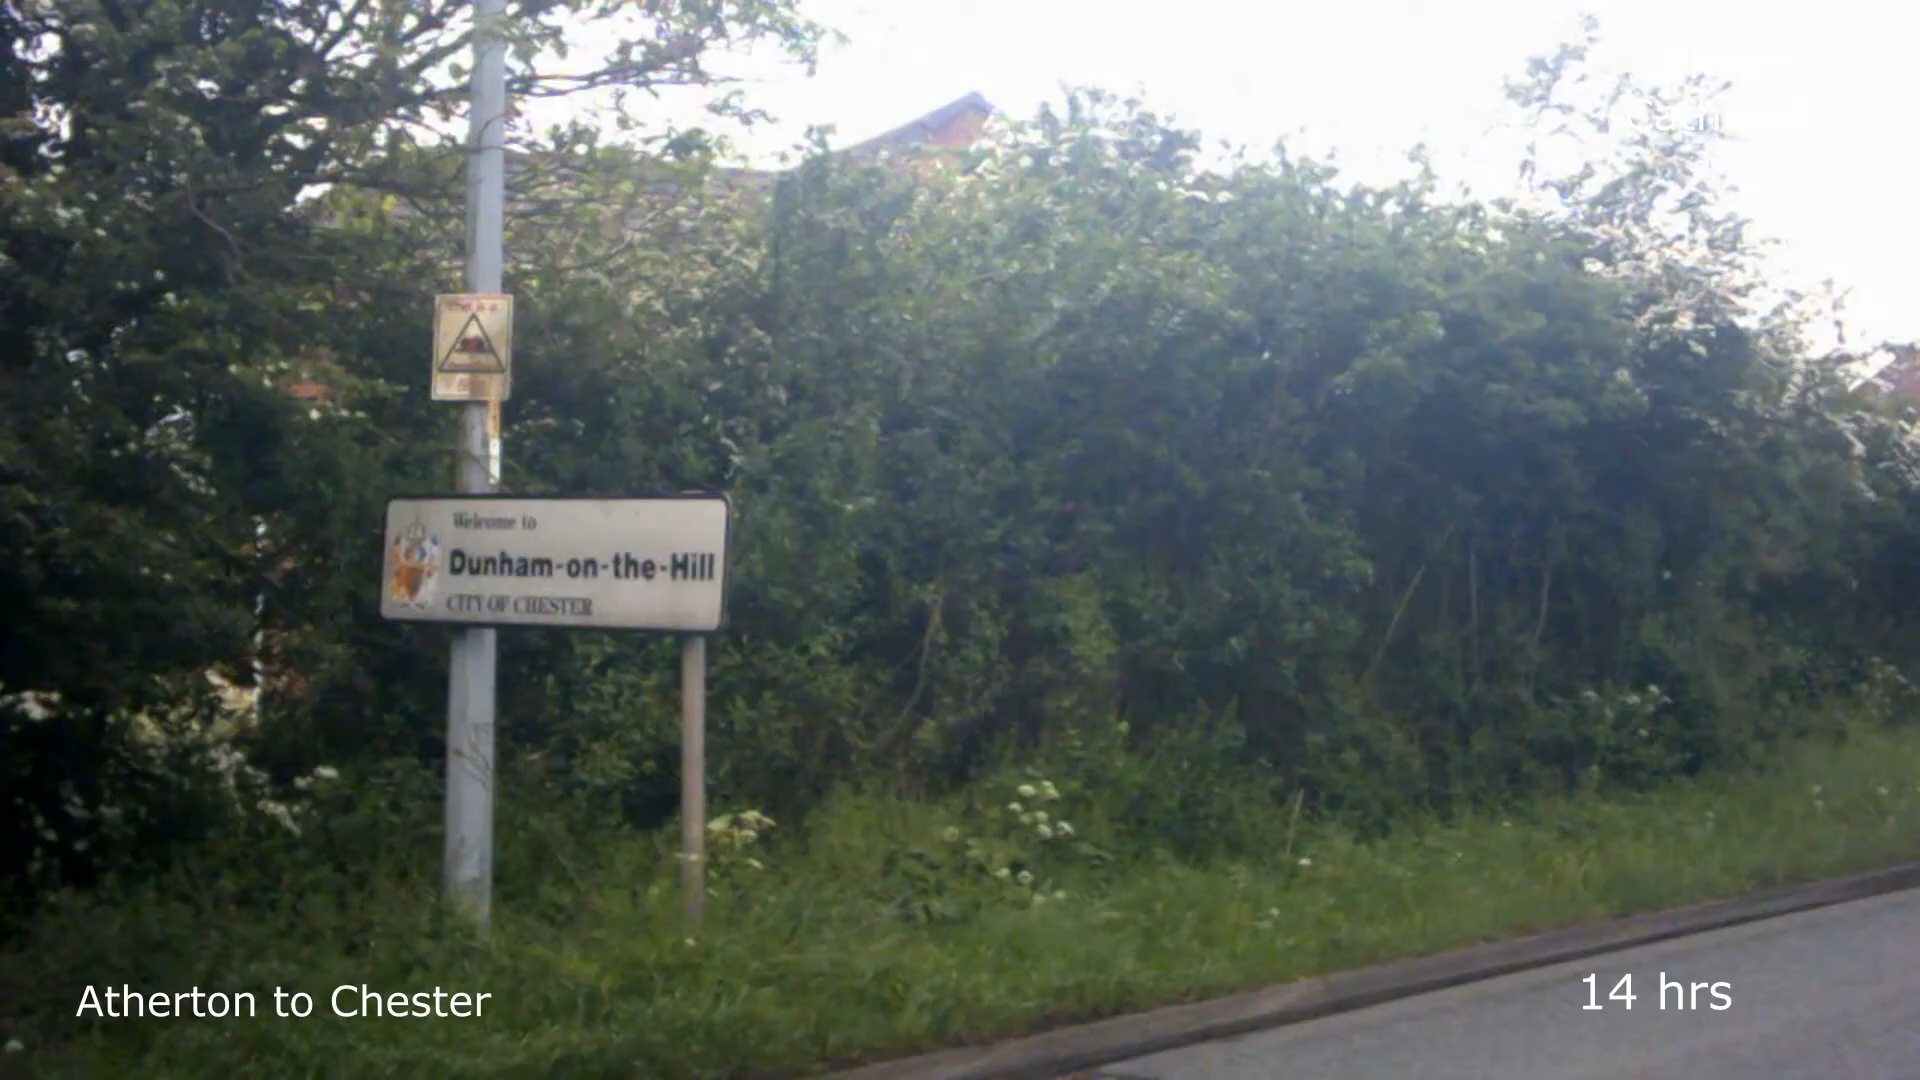 Welcome to
Dunham-on-the-Hill
CITY OF CHESTER
Atherton to Chester
14 hrs